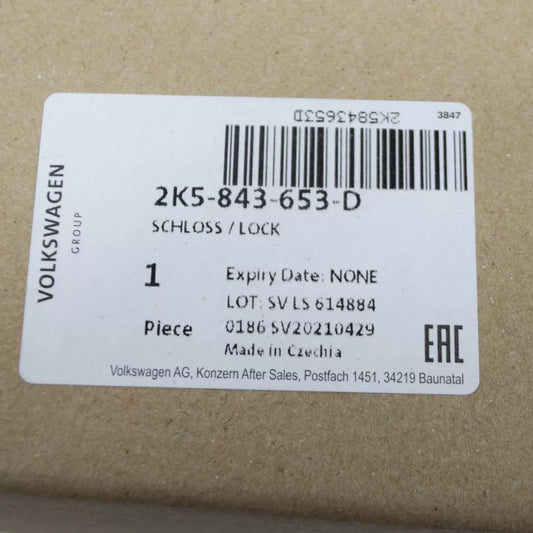 2K5843653D
3847
VOLKSWAGEN
GROUP
2K5-843-653-D
SCHLOSS / LOCK
1
Piece
Expiry Date: NONE
LOT: SV LS 614884
0186 SV20210429
Made in Czechia
EAC
Volkswagen AG, Konzern After Sales, Postfach 1451, 34219 Baunatal